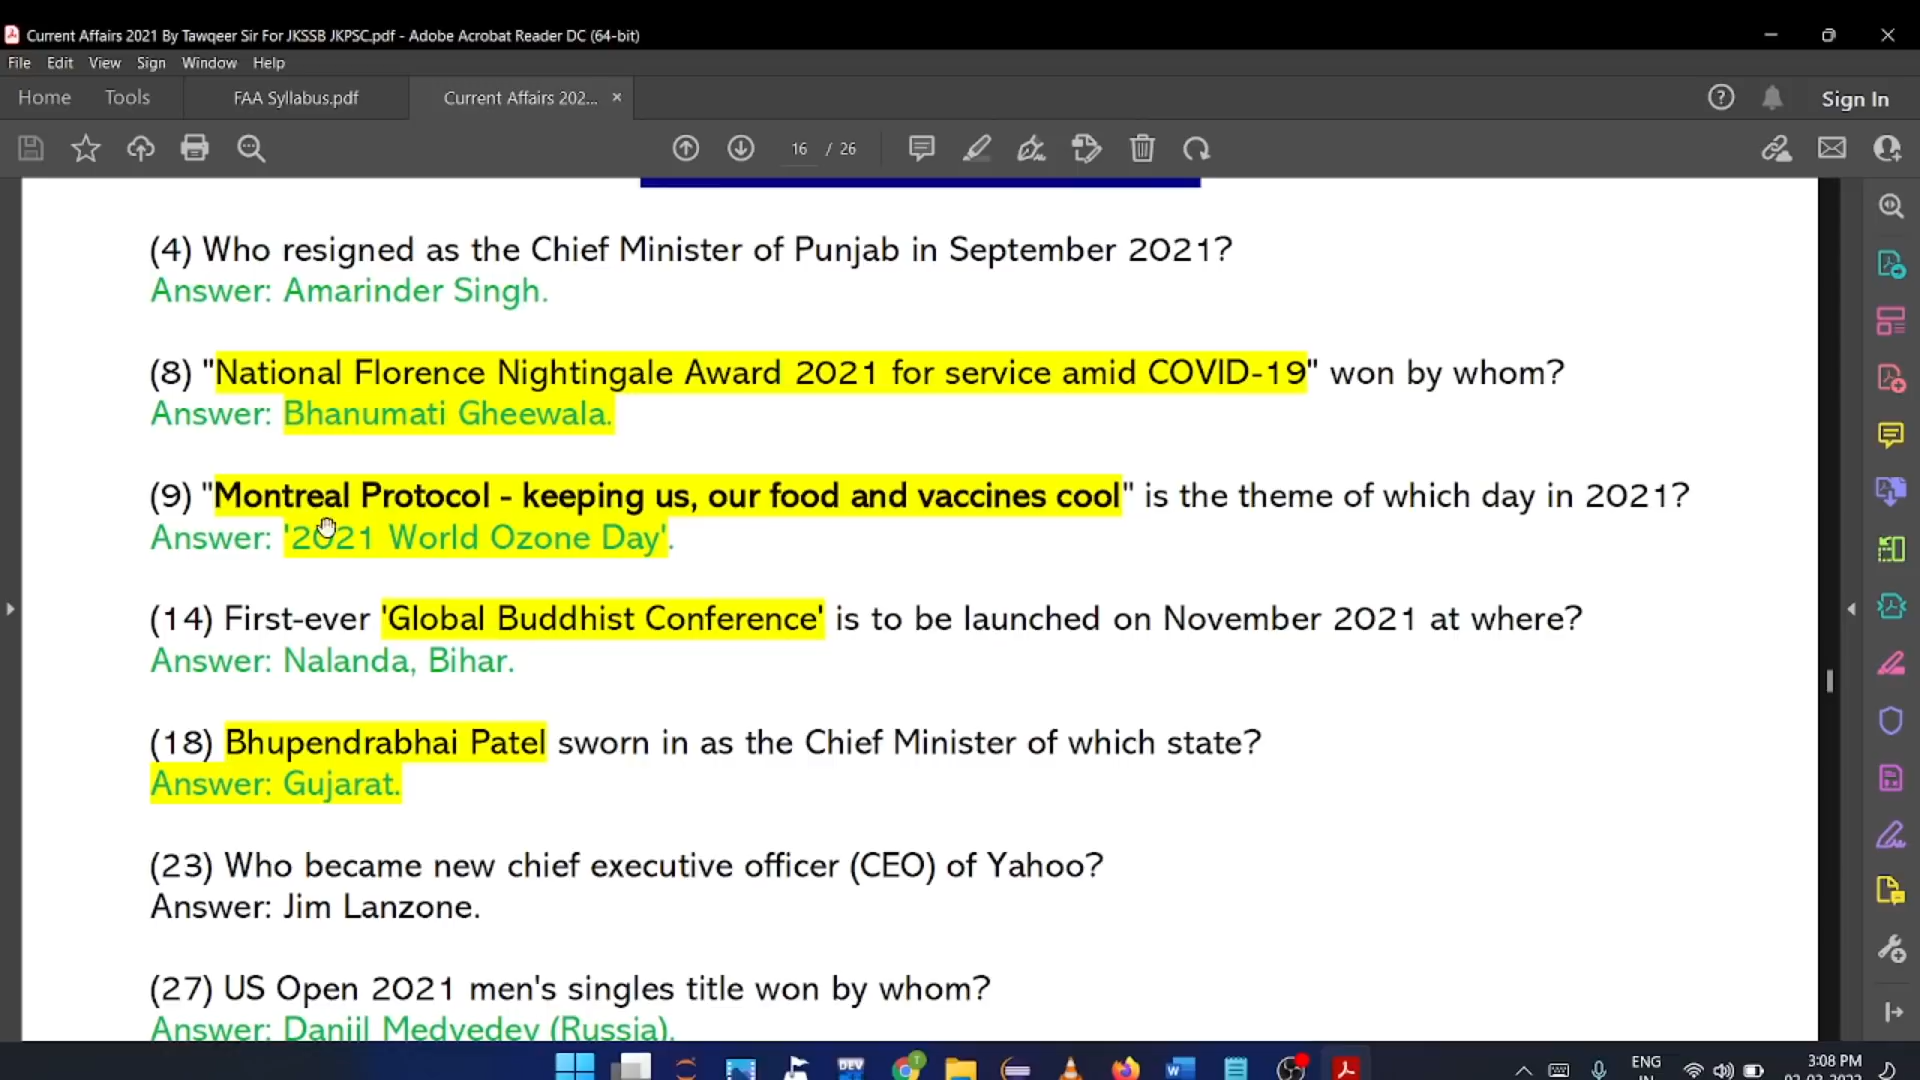 Current Affairs 2021 By Tawqeer Sir For JKSSB JKPSC.pdf - Adobe Acrobat Reader DC (64-bit)
File Edit View Sign Window Help
Home Tools FAA Syllabus.pdf Current Affairs 202... Sign In
16 / 26
(4) Who resigned as the Chief Minister of Punjab in September 2021?
Answer: Amarinder Singh.
(8) "National Florence Nightingale Award 2021 for service amid COVID-19" won by whom?
Answer: Bhanumati Gheewala.
(9) "Montreal Protocol - keeping us, our food and vaccines cool" is the theme of which day in 2021?
Answer: '2021 World Ozone Day'.
(14) First-ever 'Global Buddhist Conference' is to be launched on November 2021 at where?
Answer: Nalanda, Bihar.
(18) Bhupendrabhai Patel sworn in as the Chief Minister of which state?
Answer: Gujarat.
(23) Who became new chief executive officer (CEO) of Yahoo?
Answer: Jim Lanzone.
(27) US Open 2021 men's singles title won by whom?
Answer: Daniil Medvedev (Russia).
DEV
T
ENG
3:08 PM